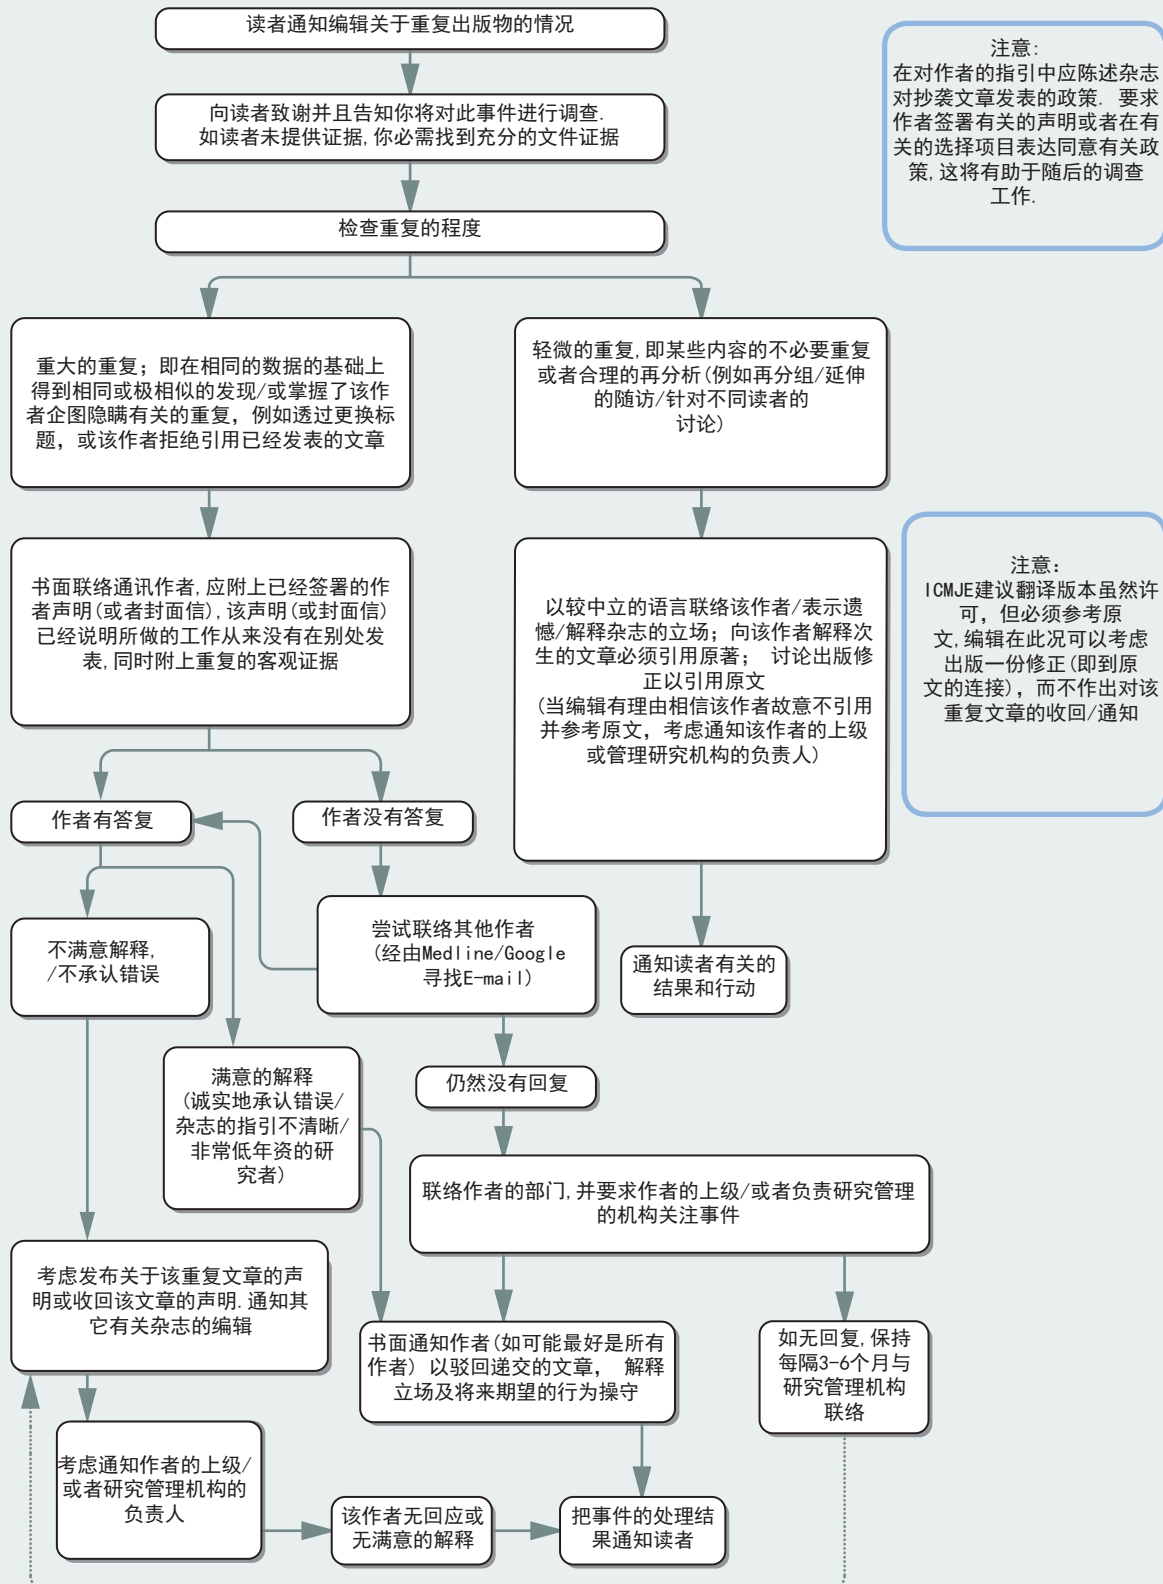 读者通知编辑关于重复出版物的情况
向读者致谢并且告知你将对此事件进行调查.
如读者未提供证据,你必需找到充分的文件证据
检查重复的程度
注意:
在对作者的指引中应陈述杂志
对抄袭文章发表的政策. 要求
作者签署有关的声明或者在有
关的选择项目表达同意有关政
策,这将有助于随后的调查
工作.
重大的重复; 即在相同的数据的基础上
得到相同或极相似的发现/或掌握了该作
者企图隐瞒有关的重复, 例如透过更换标
题, 或该作者拒绝引用已经发表的文章
轻微的重复,即某些内容的不必要重复
或者合理的再分析(例如再分组/延伸
的随访/针对不同读者的
讨论)
书面联络通讯作者,应附上已经签署的作
者声明(或者封面信),该声明(或封面信)
已经说明所做的工作从来没有在别处发
表,同时附上重复的客观证据
以较中立的语言联络该作者/表示遗
憾/解释杂志的立场; 向该作者解释次
生的文章必须引用原著; 讨论出版修
正以引用原文
(当编辑有理由相信该作者故意不引用
并参考原文, 考虑通知该作者的上级
或管理研究机构的负责人)
注意:
ICMJE建议翻译版本虽然许
可, 但必须参考原
文,编辑在此况可以考虑
出版一份修正(即到原
文的连接), 而不作出对该
重复文章的收回/通知
作者有答复
作者没有答复
不满意解释,
/不承认错误
尝试联络其他作者
(经由Medline/Google
寻找E-mail)
通知读者有关的
结果和行动
满意的解释
(诚实地承认错误/
杂志的指引不清晰/
非常低年资的研
究者)
仍然没有回复
联络作者的部门,并要求作者的上级/或者负责研究管理
的机构关注事件
考虑发布关于该重复文章的声
明或收回该文章的声明.通知其
它有关杂志的编辑
书面通知作者(如可能最好是所有
作者) 以驳回递交的文章, 解释
立场及将来期望的行为操守
如无回复,保持
每隔3-6个月与
研究管理机构
联络
考虑通知作者的上级/
或者研究管理机构的
负责人
该作者无回应或
无满意的解释
把事件的处理结
果通知读者